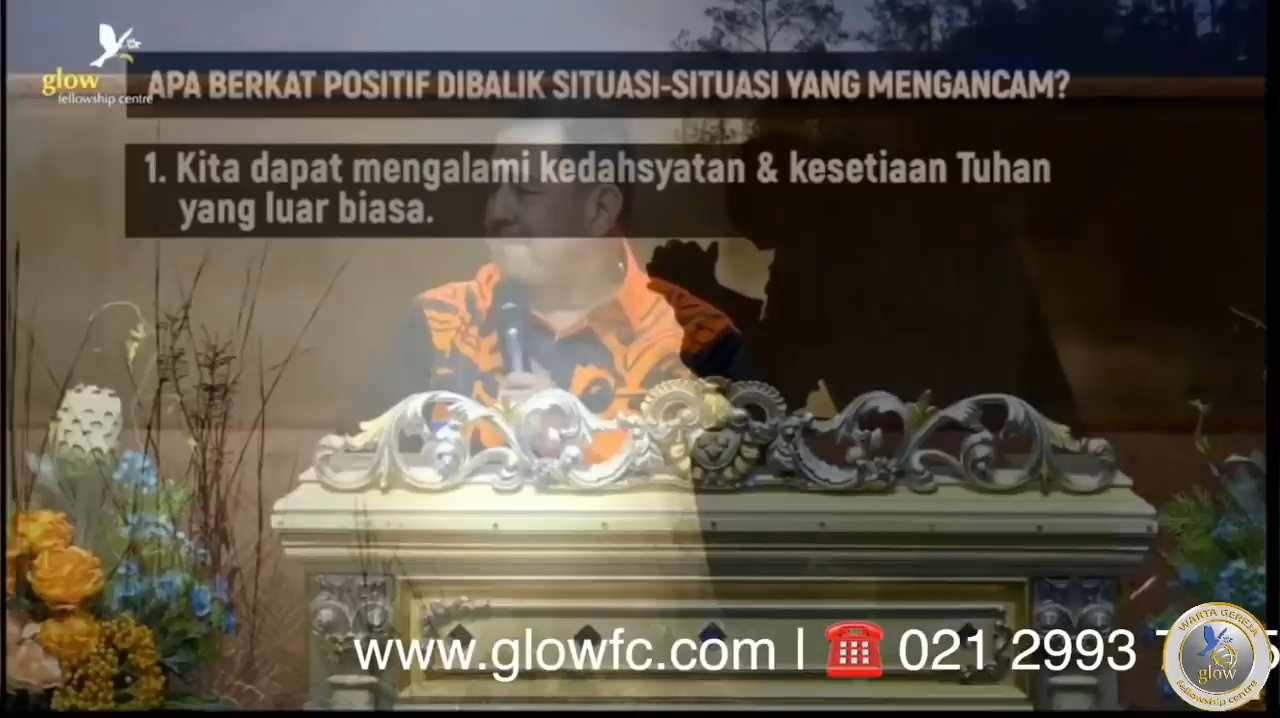 glow
fellowship centre
APA BERKAT POSITIF DIBALIK SITUASI-SITUASI YANG MENGANCAM?
1. Kita dapat mengalami kedahsyatan & kesetiaan Tuhan
yang luar biasa.
www.glowfc.com | ☎️ 021 2993
WARTA GEREJA
glow
fellowship centre